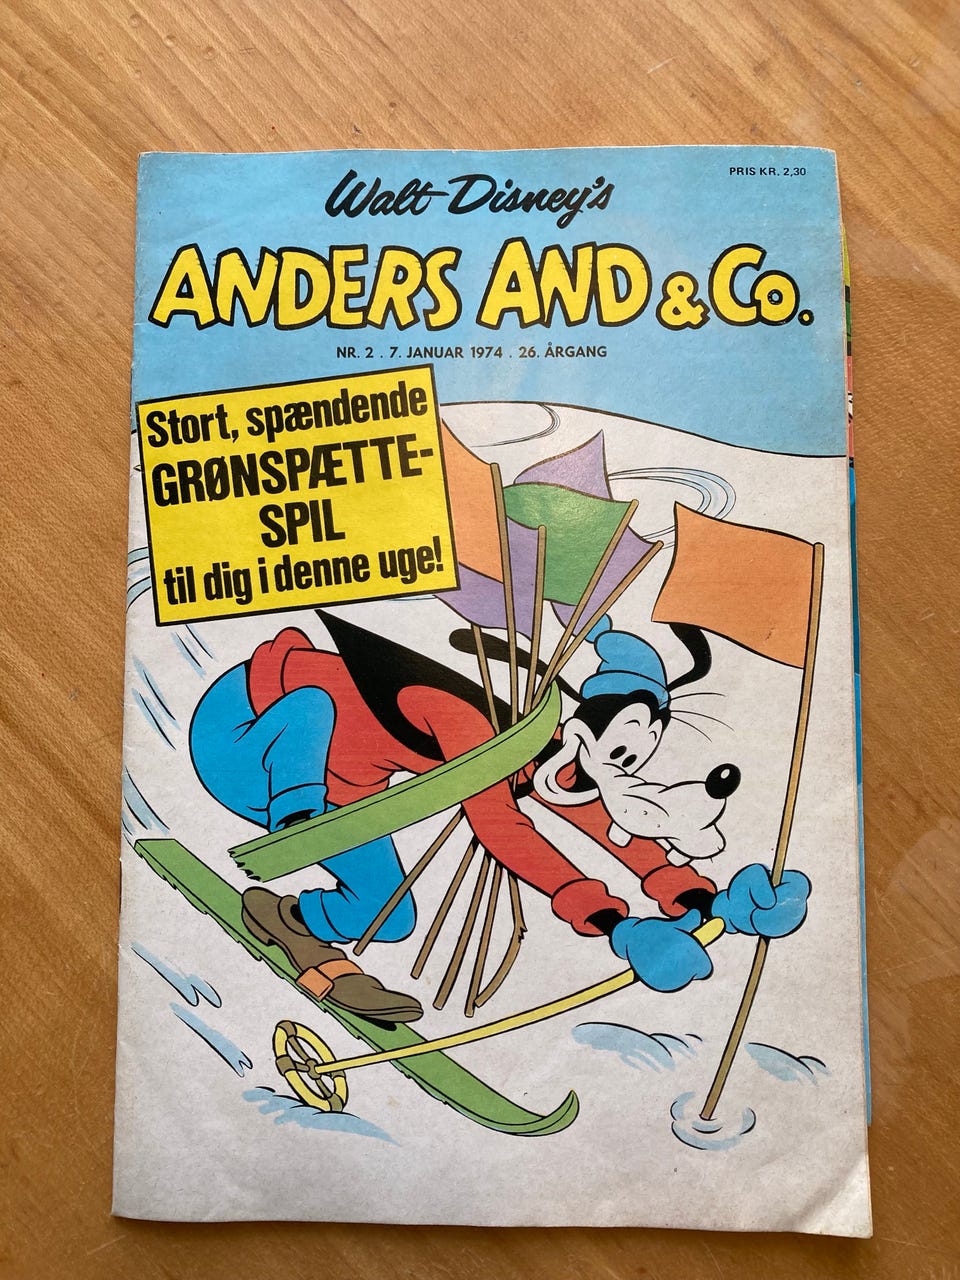 PRIS KR. 2,30
Walt Disney's
ANDERS AND & Co.
NR. 2 . 7. JANUAR 1974 . 26. ÅRGANG
Stort, spændende
GRØNSPÆTTE-
SPIL
til dig i denne uge!